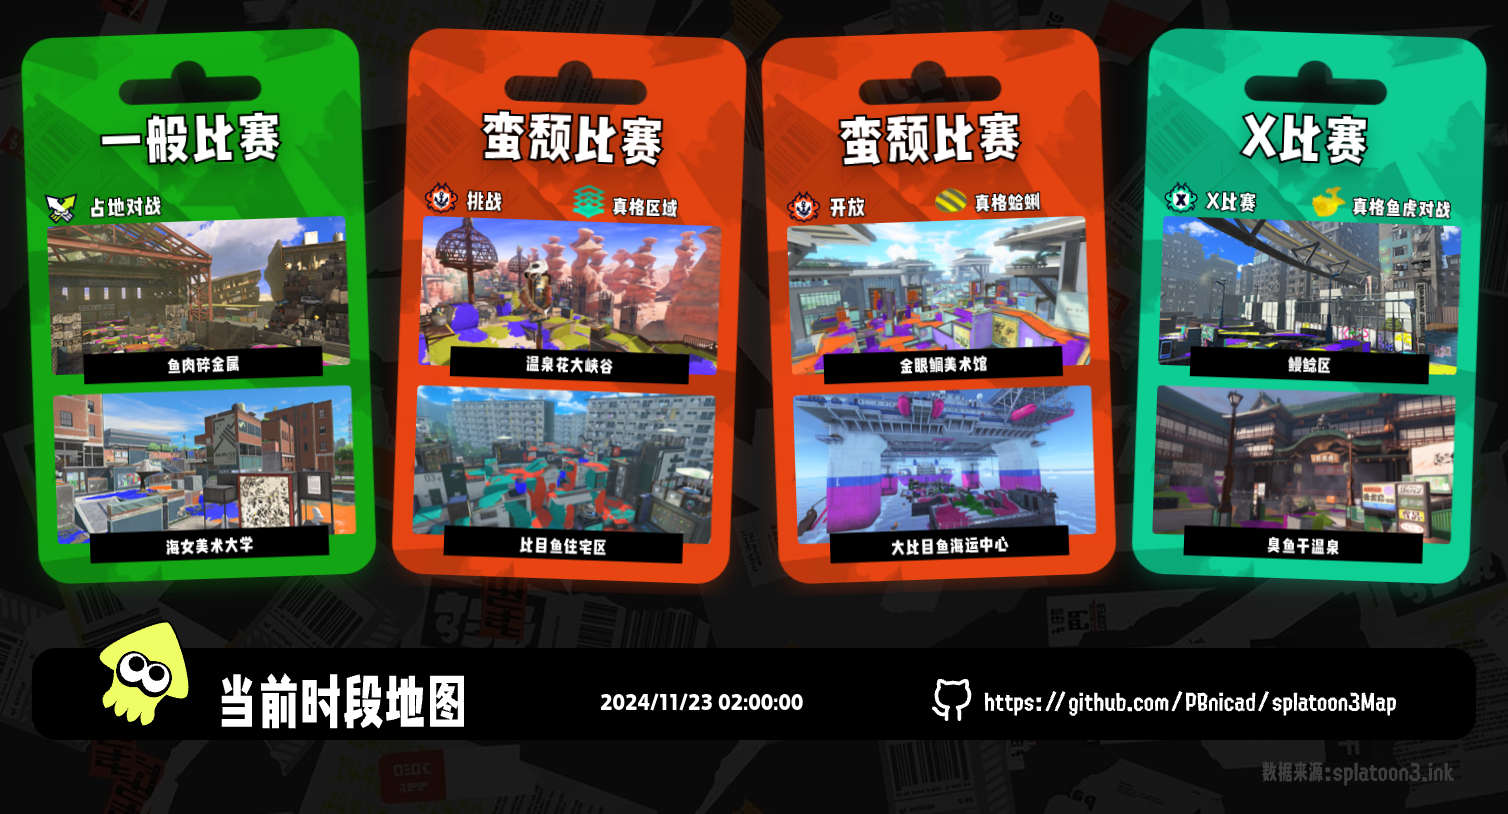 一般比赛
占地对战
鱼肉碎金属
海女美术大学
蛮颓比赛
挑战
真格区域
温泉花大峡谷
比目鱼住宅区
蛮颓比赛
开放
真格蛤蜊
金眼鲷美术馆
大比目鱼海运中心
X比赛
X比赛
真格鱼虎对战
鳗鲶区
臭鱼干温泉
当前时段地图
2024/11/23 02:00:00
https://github.com/PBnicad/splatoon3Map
数据来源:splatoon3.ink